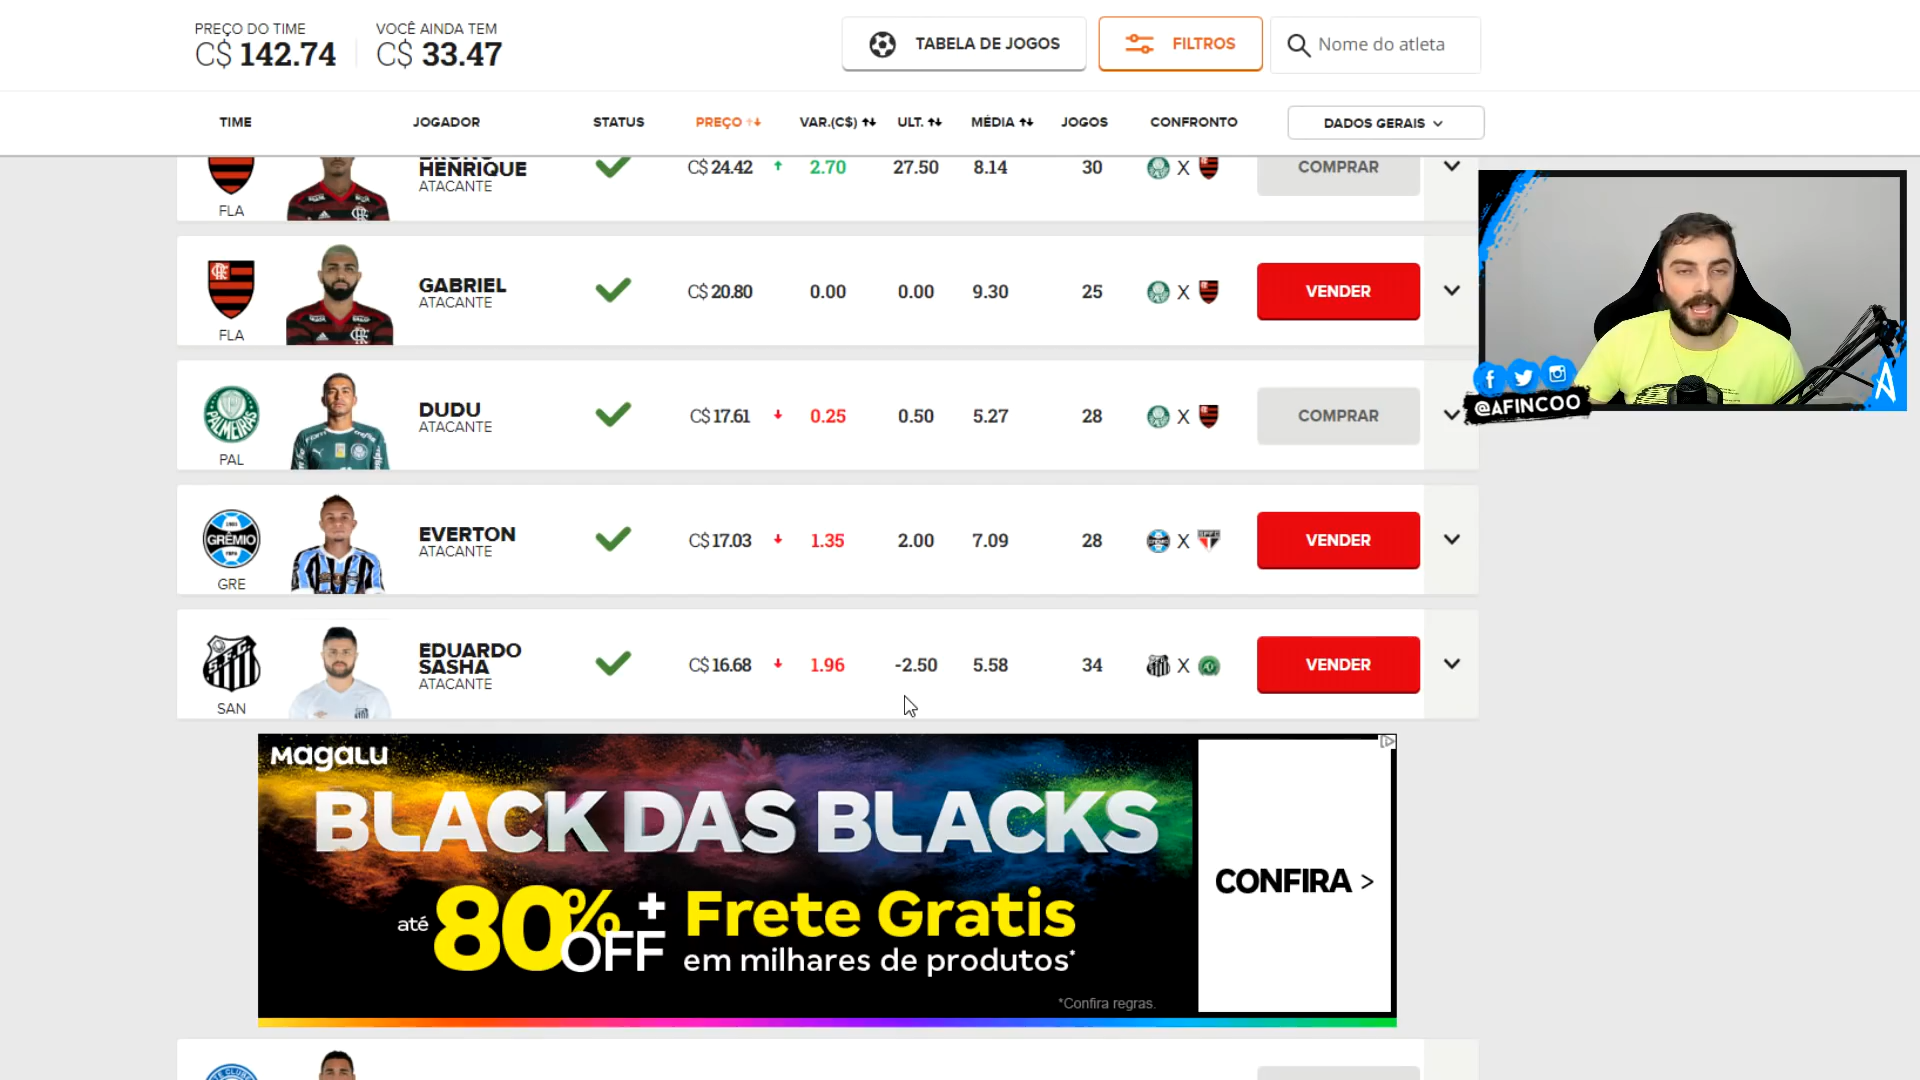 PREÇO DO TIME
C$ 142.74
VOCÊ AINDA TEM
C$ 33.47
TABELA DE JOGOS
FILTROS
Nome do atleta
TIME JOGADOR STATUS PREÇO VAR.(C$) ULT. MÉDIA JOGOS CONFRONTO DADOS GERAIS
BRUNO
HENRIQUE
ATACANTE
FLA
C$ 24.42 2.70 27.50 8.14 30 X COMPRAR
GABRIEL
ATACANTE
FLA
C$ 20.80 0.00 0.00 9.30 25 X VENDER
DUDU
ATACANTE
PALMEIRAS
PAL
C$ 17.61 0.25 0.50 5.27 28 X COMPRAR
EVERTON
ATACANTE
GRÊMIO
GRE
C$ 17.03 1.35 2.00 7.09 28 X VENDER
EDUARDO
SASHA
ATACANTE
SAN
C$ 16.68 1.96 -2.50 5.58 34 X VENDER
@AFINCOO
Magalu
BLACK DAS BLACKS
até 80% OFF + Frete Gratis
em milhares de produtos*
*Confira regras.
CONFIRA >